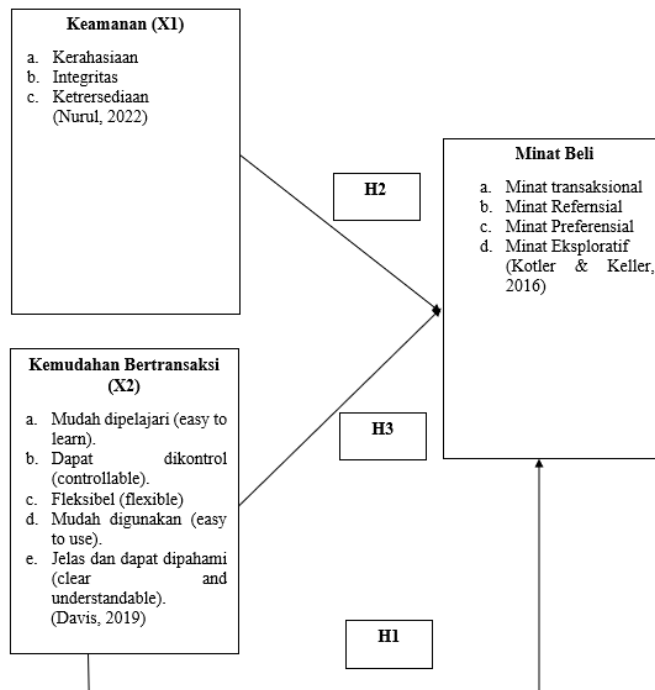 Keamanan (X1)
a. Kerahasiaan
b. Integritas
c. Ketrersediaan
(Nurul, 2022)
H2
Minat Beli
a. Minat transaksional
b. Minat Refernsial
c. Minat Preferensial
d. Minat Eksploratif
(Kotler & Keller,
2016)
Kemudahan Bertransaksi
(X2)
a. Mudah dipelajari (easy to
learn).
b. Dapat dikontrol
(controllable).
c. Fleksibel (flexible)
d. Mudah digunakan (easy
to use).
e. Jelas dan dapat dipahami
(clear and
understandable).
(Davis, 2019)
H3
H1